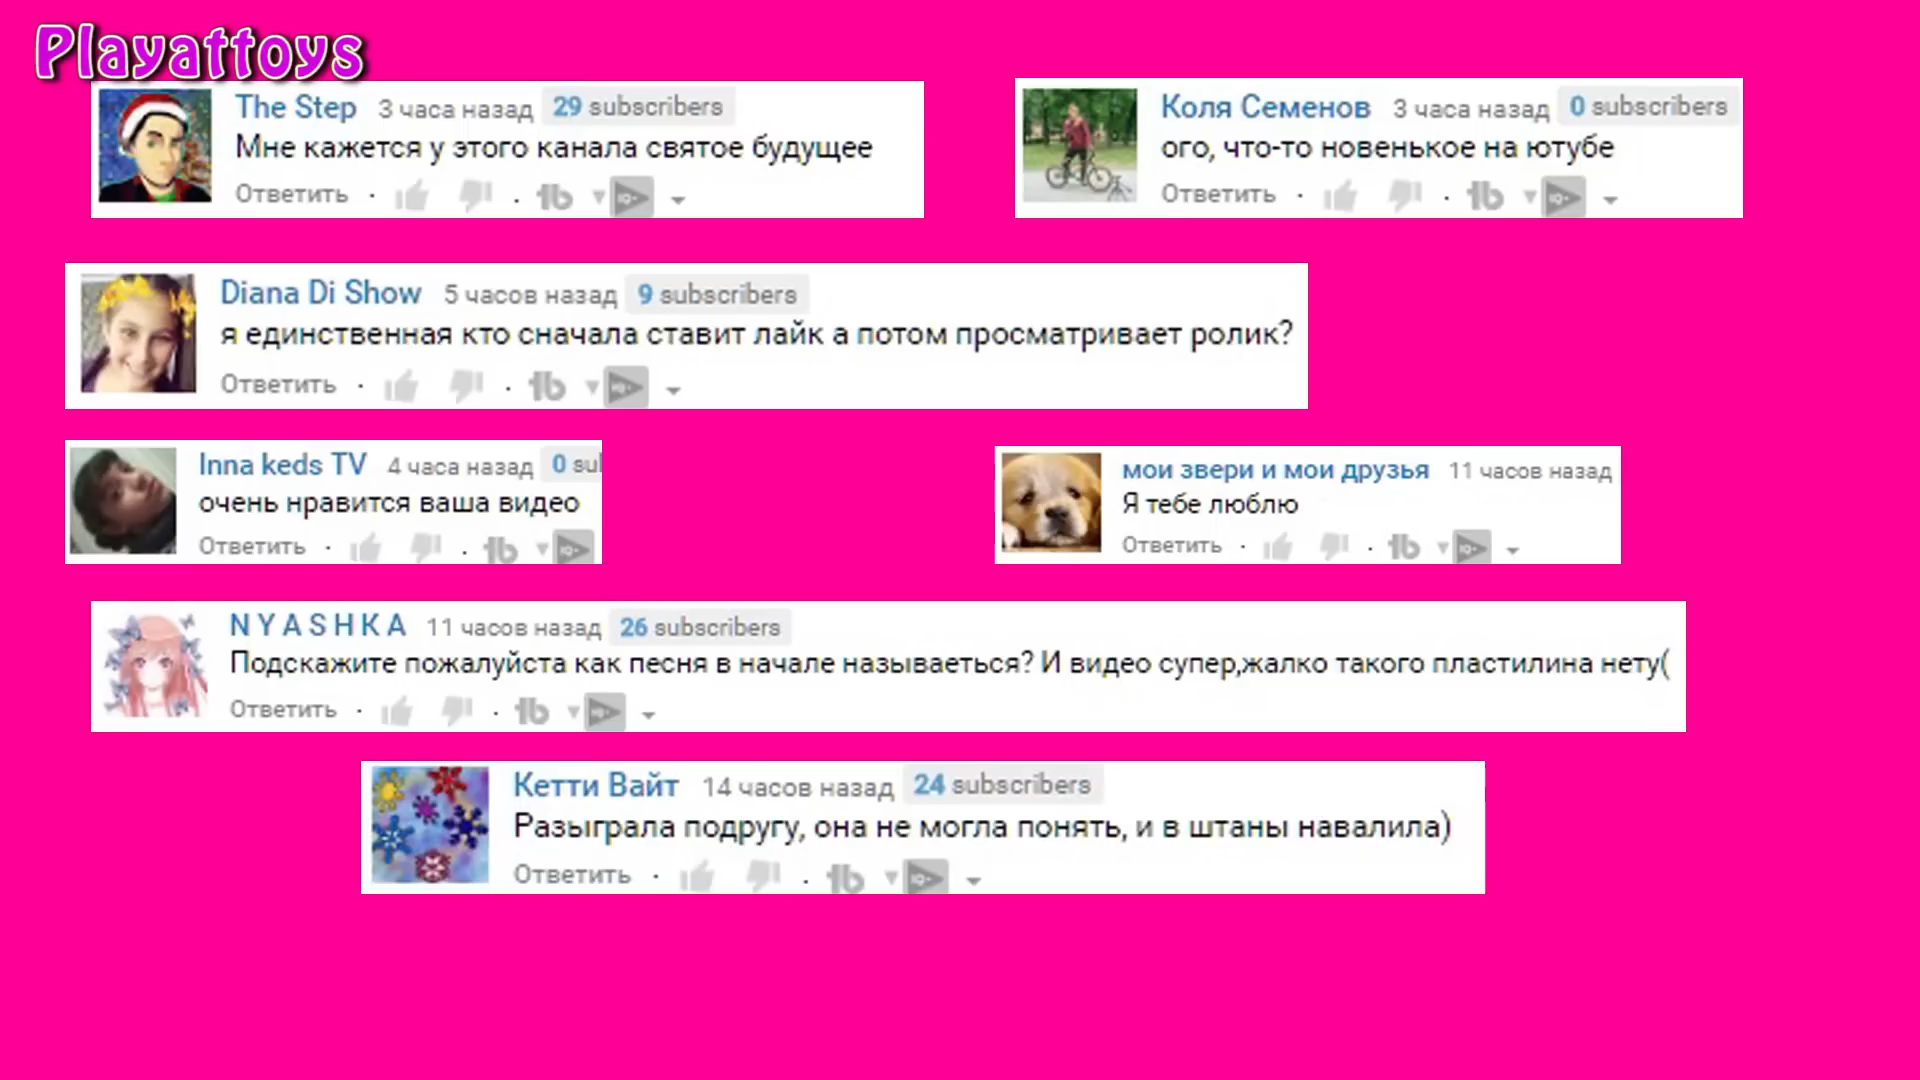 Playattoys
The Step 3 часа назад 29 subscribers
Мне кажется у этого канала святое будущее
Ответить
Коля Семенов 3 часа назад 0 subscribers
ого, что-то новенькое на ютубе
Ответить
Diana Di Show 5 часов назад 9 subscribers
я единственная кто сначала ставит лайк а потом просматривает ролик?
Ответить
Inna keds TV 4 часа назад 0 sul
очень нравится ваша видео
Ответить
мои звери и мои друзья 11 часов назад
Я тебе люблю
Ответить
N Y A S H K A 11 часов назад 26 subscribers
Подскажите пожалуйста как песня в начале называеться? И видео супер,жалко такого пластилина нету(
Ответить
Кетти Вайт 14 часов назад 24 subscribers
Разыграла подругу, она не могла понять, и в штаны навалила)
Ответить